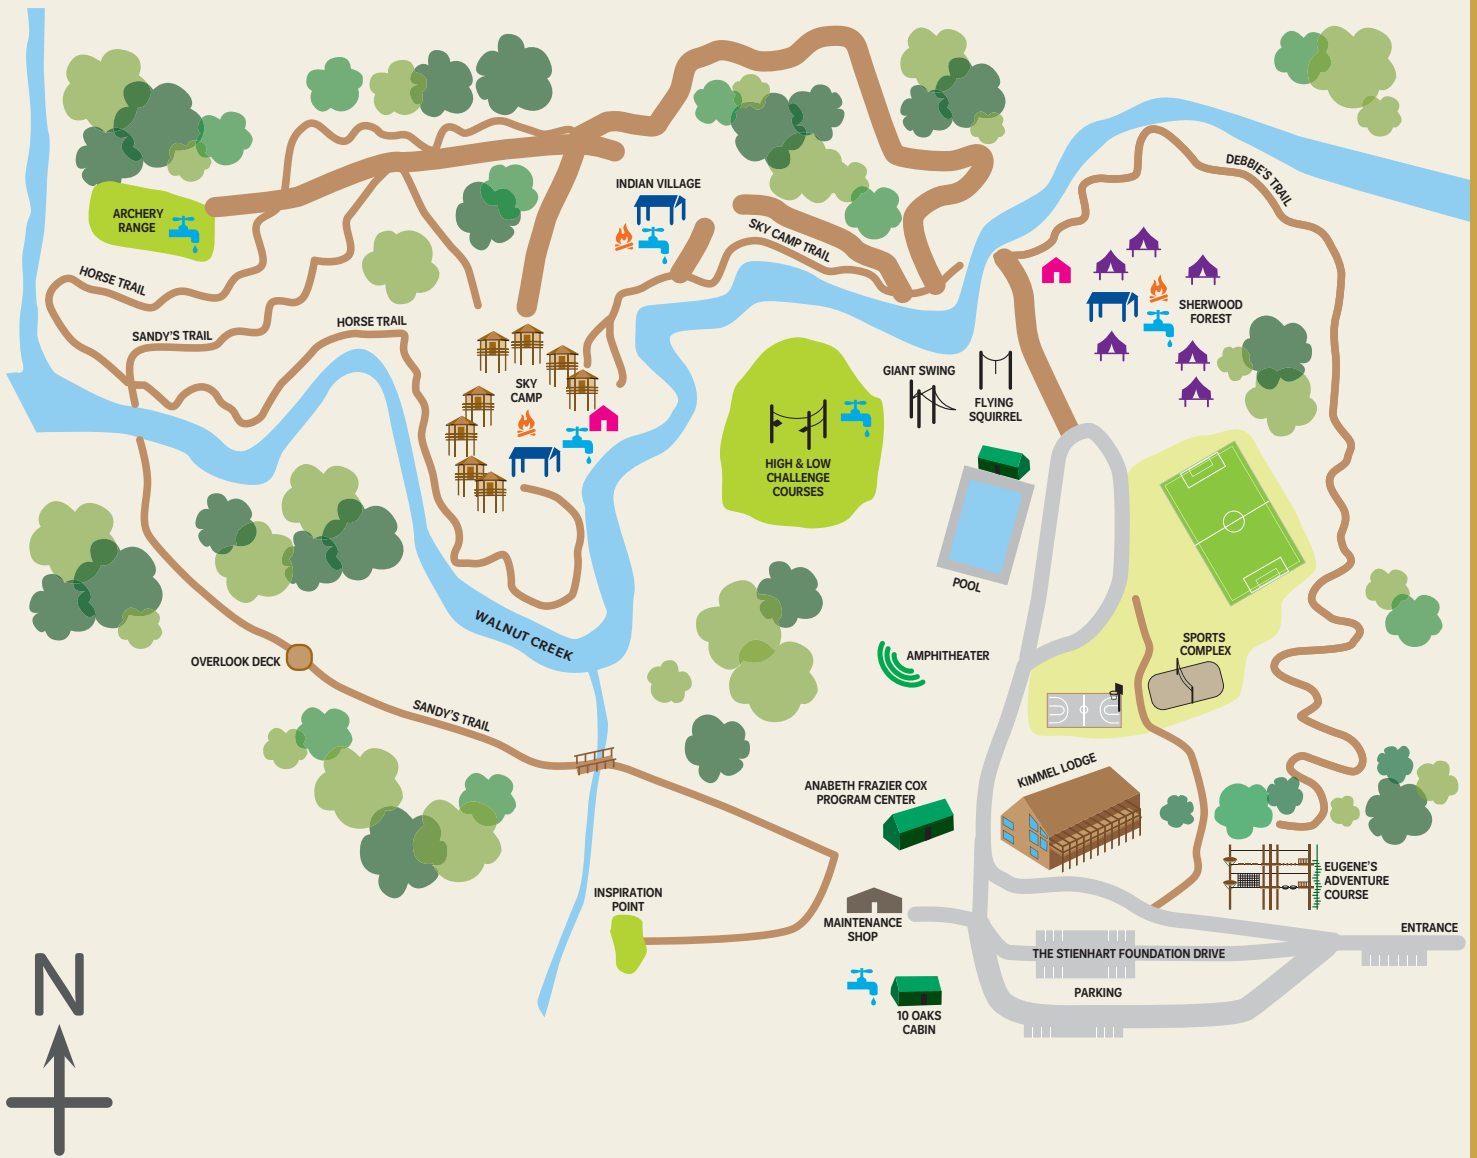 DEBBIE'S TRAIL
INDIAN VILLAGE
ARCHERY
RANGE
SKY CAMP TRAIL
HORSE TRAIL
SHERWOOD
FOREST
HORSE TRAIL
SANDY'S TRAIL
GIANT SWING
SKY
CAMP
FLYING
SQUIRREL
HIGH & LOW
CHALLENGE
COURSES
POOL
WALNUT CREEK
SPORTS
COMPLEX
OVERLOOK DECK
AMPHITHEATER
SANDY'S TRAIL
KIMMEL LODGE
ANABETH FRAZIER COX
PROGRAM CENTER
EUGENE'S
ADVENTURE
COURSE
INSPIRATION
POINT
MAINTENANCE
SHOP
ENTRANCE
THE STIENHART FOUNDATION DRIVE
PARKING
N
10 OAKS
CABIN